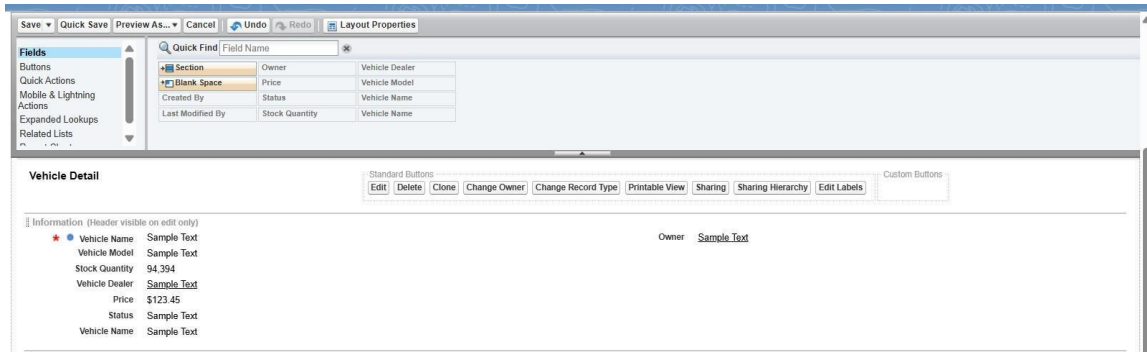 Save Quick Save Preview As... Cancel Undo Redo Layout Properties
Fields
Buttons
Quick Actions
Mobile & Lightning
Actions
Expanded Lookups
Related Lists
Quick Find Field Name
Section Owner Vehicle Dealer
Blank Space Price Vehicle Model
Created By Status Vehicle Name
Last Modified By Stock Quantity Vehicle Name
Vehicle Detail
Standard Buttons
Edit Delete Clone Change Owner Change Record Type Printable View Sharing Sharing Hierarchy Edit Labels
Custom Buttons
Information (Header visible on edit only)
* Vehicle Name Sample Text Owner Sample Text
Vehicle Model Sample Text
Stock Quantity 94,394
Vehicle Dealer Sample Text
Price $123.45
Status Sample Text
Vehicle Name Sample Text